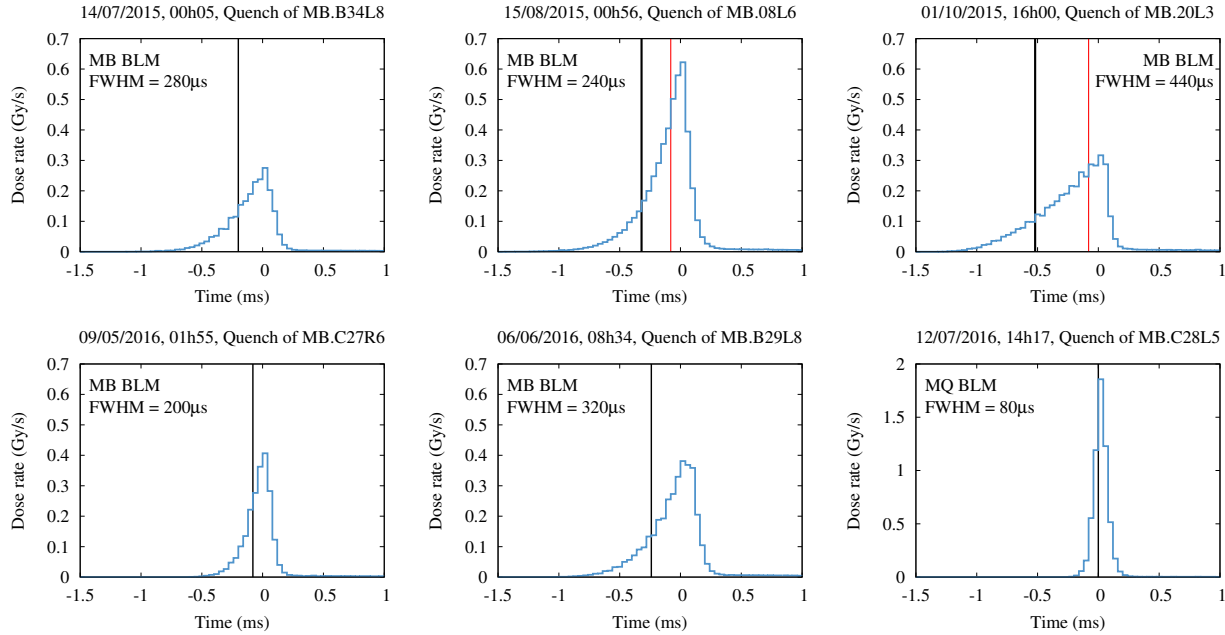 14/07/2015, 00h05, Quench of MB.B34L8
MB BLM
FWHM = 280μs
Dose rate (Gy/s)
0.7
0.6
0.5
0.4
0.3
0.2
0.1
0
-1.5 -1 -0.5 0 0.5 1
Time (ms)
15/08/2015, 00h56, Quench of MB.08L6
MB BLM
FWHM = 240μs
Dose rate (Gy/s)
0.7
0.6
0.5
0.4
0.3
0.2
0.1
0
-1.5 -1 -0.5 0 0.5 1
Time (ms)
01/10/2015, 16h00, Quench of MB.20L3
MB BLM
FWHM = 440μs
Dose rate (Gy/s)
0.7
0.6
0.5
0.4
0.3
0.2
0.1
0
-1.5 -1 -0.5 0 0.5 1
Time (ms)
09/05/2016, 01h55, Quench of MB.C27R6
MB BLM
FWHM = 200μs
Dose rate (Gy/s)
0.7
0.6
0.5
0.4
0.3
0.2
0.1
0
-1.5 -1 -0.5 0 0.5 1
Time (ms)
06/06/2016, 08h34, Quench of MB.B29L8
MB BLM
FWHM = 320μs
Dose rate (Gy/s)
0.7
0.6
0.5
0.4
0.3
0.2
0.1
0
-1.5 -1 -0.5 0 0.5 1
Time (ms)
12/07/2016, 14h17, Quench of MB.C28L5
MQ BLM
FWHM = 80μs
Dose rate (Gy/s)
2
1.5
1
0.5
0
-1.5 -1 -0.5 0 0.5 1
Time (ms)